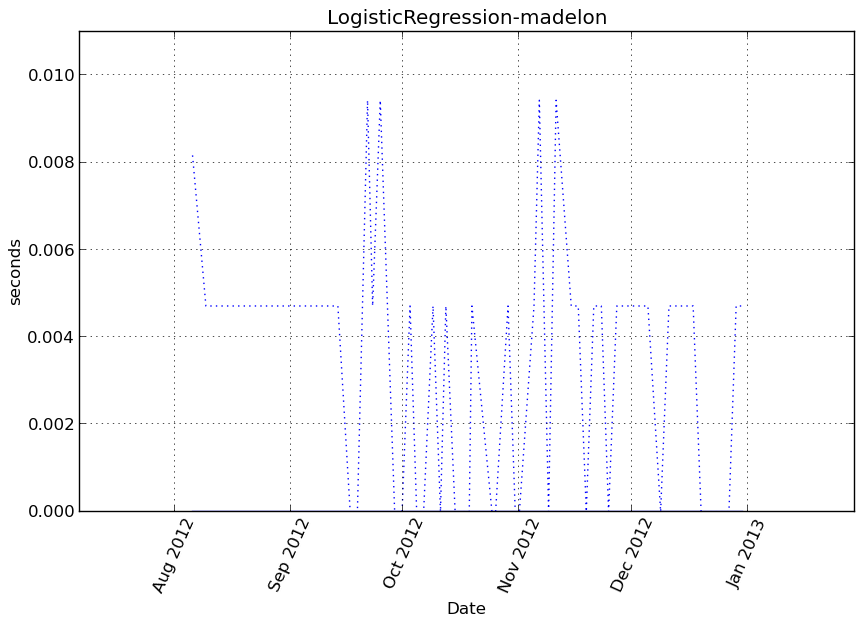 LogisticRegression-madelon
0.010
0.008
0.006
0.004
0.002
0.000
seconds
Aug 2012
Sep 2012
Oct 2012
Nov 2012
Dec 2012
Jan 2013
Date